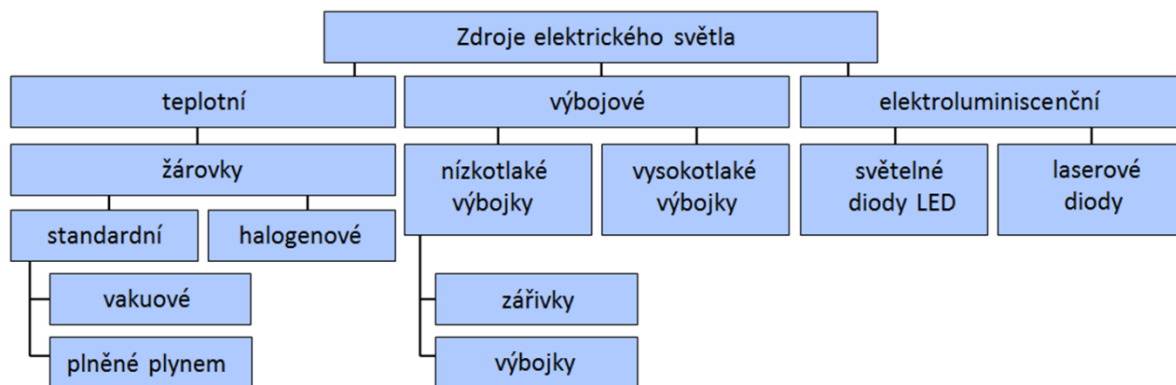 Zdroje elektrického světla
teplotní
výbojové
elektroluminiscenční
žárovky
nízkotlaké
výbojky
vysokotlaké
výbojky
světelné
diody LED
laserové
diody
standardní
halogenové
vakuové
zářivky
plněné plynem
výbojky